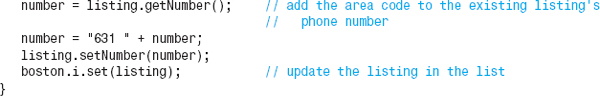 number = listing.getNumber();    // add the area code to the existing listing's
                                 //   phone number
number = "631 " + number;
listing.setNumber(number);
boston.i.set(listing);           // update the listing in the list
}